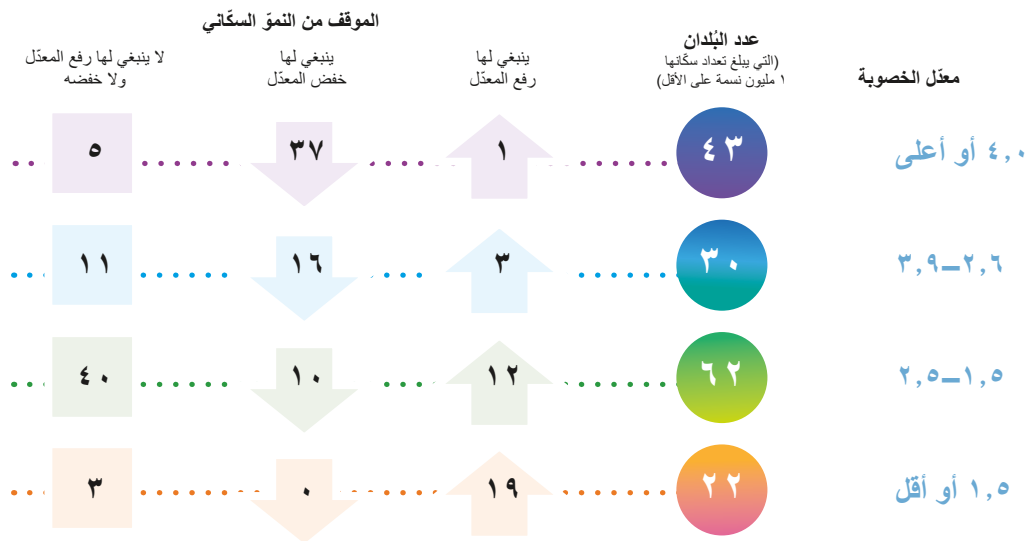 الموقف من النموّ السكّاني
معدّل الخصوبة
عدد البُلدان
(التي يبلغ تعداد سكّانها
١ مليون نسمة على الأقل)
ينبغي لها
رفع المعدّل
ينبغي لها
خفض المعدّل
لا ينبغي لها رفع المعدّل
ولا خفضه
٤,٠ أو أعلى ٤٣ ١ ٣٧ ٥
٢,٦–٣,٩ ٣٠ ٣ ١٦ ١١
١,٥–٢,٥ ٦٢ ١٢ ١٠ ٤٠
١,٥ أو أقل ٢٢ ١٩ ٠ ٣